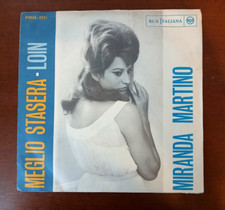 RCA ITALIANA
MEGLIO STASERA - LOIN
MIRANDA MARTINO